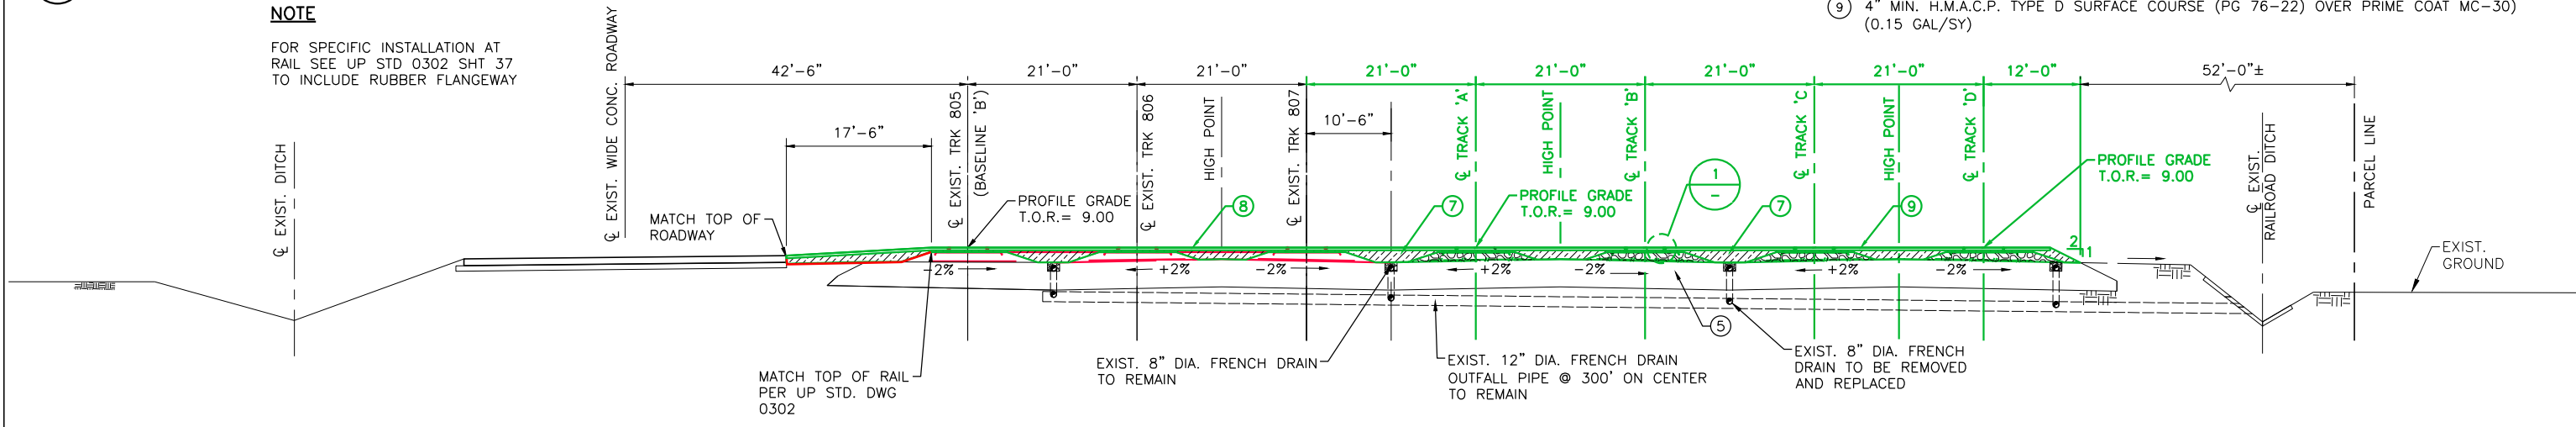 NOTE
FOR SPECIFIC INSTALLATION AT
RAIL SEE UP STD 0302 SHT 37
TO INCLUDE RUBBER FLANGEWAY
9 4" MIN. H.M.A.C.P. TYPE D SURFACE COURSE (PG 76-22) OVER PRIME COAT MC-30)
(0.15 GAL/SY)
42'-6"
21'-0"
21'-0"
21'-0"
21'-0"
21'-0"
21'-0"
12'-0"
52'-0"±
17'-6"
10'-6"
℄ EXIST. DITCH
℄ EXIST. WIDE CONC. ROADWAY
℄ EXIST. TRK 805
(BASELINE 'B')
℄ EXIST. TRK 806
HIGH POINT
℄ EXIST. TRK 807
℄ TRACK 'A'
HIGH POINT
℄ TRACK 'B'
℄ TRACK 'C
HIGH POINT
℄ TRACK 'D'
℄ EXIST.
RAILROAD DITCH
PARCEL LINE
MATCH TOP OF
ROADWAY
PROFILE GRADE
T.O.R.= 9.00
8
7
PROFILE GRADE
T.O.R.= 9.00
1
-
7
9
PROFILE GRADE
T.O.R.= 9.00
2
1
EXIST.
GROUND
-2%
+2%
-2%
+2%
-2%
+2%
-2%
5
MATCH TOP OF RAIL
PER UP STD. DWG
0302
EXIST. 8" DIA. FRENCH DRAIN
TO REMAIN
EXIST. 12" DIA. FRENCH DRAIN
OUTFALL PIPE @ 300' ON CENTER
TO REMAIN
EXIST. 8" DIA. FRENCH
DRAIN TO BE REMOVED
AND REPLACED